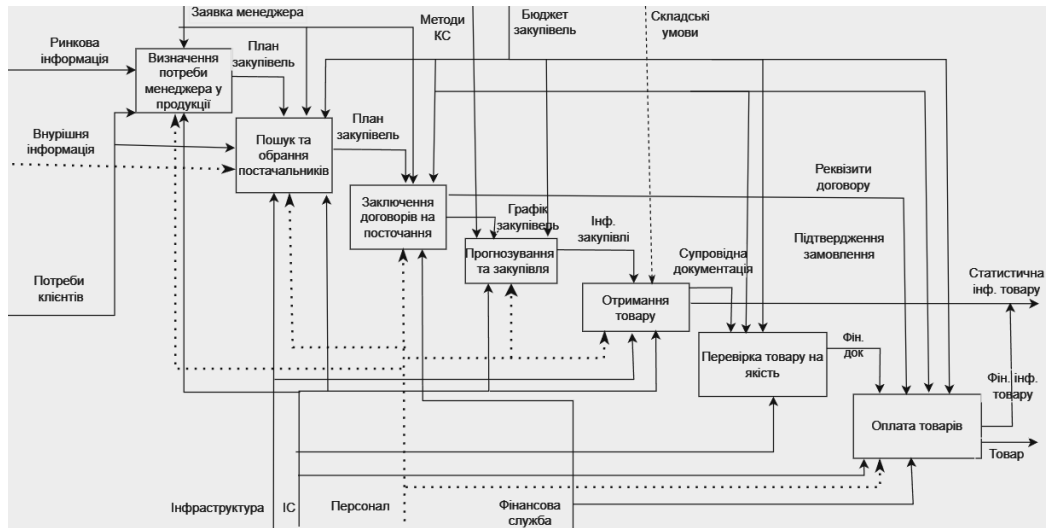 Заявка менеджера
Методи
КС
Бюджет
закупівель
Складські
умови
Ринкова
інформація
Визначення
потреби
менеджера у
продукції
План
закупівель
Внурішня
інформація
Пошук та
обрання
постачальників
План
закупівель
Заключення
договорів на
посточання
Реквізити
договору
Графік
закупівель
Прогнозування
та закупівля
Інф.
закупівлі
Супровідна
документація
Підтвердження
замовлення
Потреби
клієнтів
Отримання
товару
Статистична
інф. товару
Перевірка товару на
якість
Фін.
док
Фін. інф.
товару
Оплата товарів
Товар
Інфраструктура
ІС
Персонал
Фінансова
служба